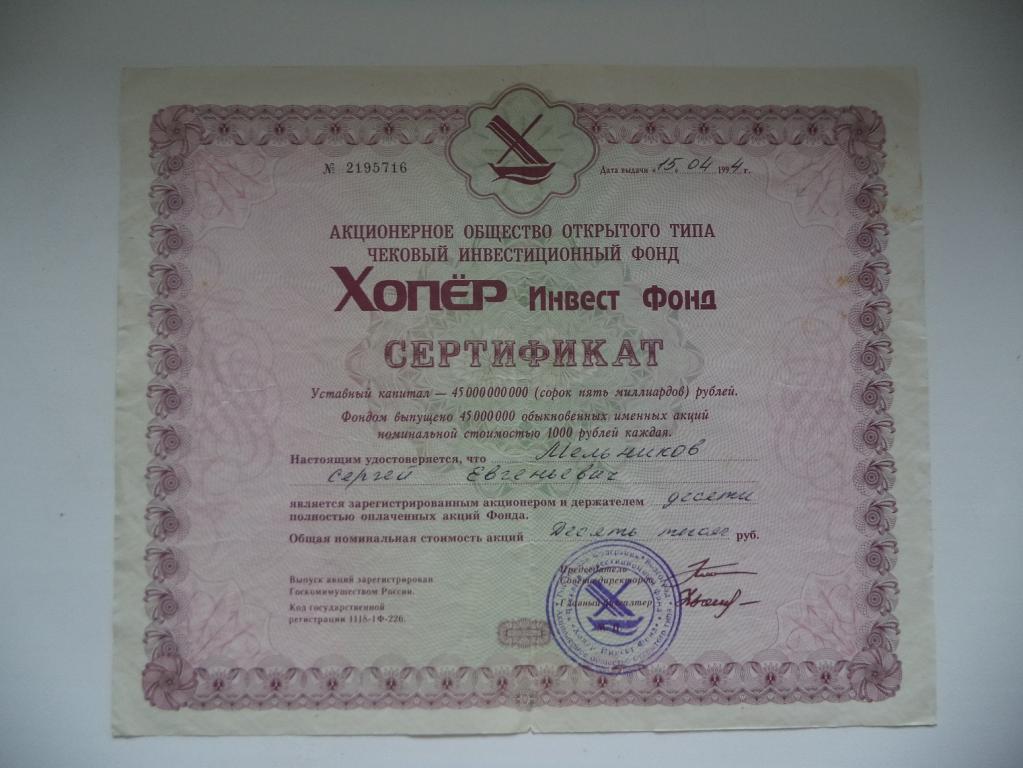 № 2195716
Дата выдачи «15» 04 1994 г.
АКЦИОНЕРНОЕ ОБЩЕСТВО ОТКРЫТОГО ТИПА
ЧЕКОВЫЙ ИНВЕСТИЦИОННЫЙ ФОНД
ХОПЁР ИНВЕСТ ФОНД
СЕРТИФИКАТ
Уставный капитал — 45 000 000 000 (сорок пять миллиардов) рублей.
Фондом выпущено 45 000 000 обыкновенных именных акций
номинальной стоимостью 1000 рублей каждая.
Настоящим удостоверяется, что Мельников
Сергей Евгеньевич
является зарегистрированным акционером и держателем десяти
полностью оплаченных акций Фонда.
Общая номинальная стоимость акций Десять тысяч руб.
Председатель
Совета директоров
Главный бухгалтер
Выпуск акций зарегистрирован
Госкомимуществом России.
Код государственной
регистрации 1118-1Ф-226.